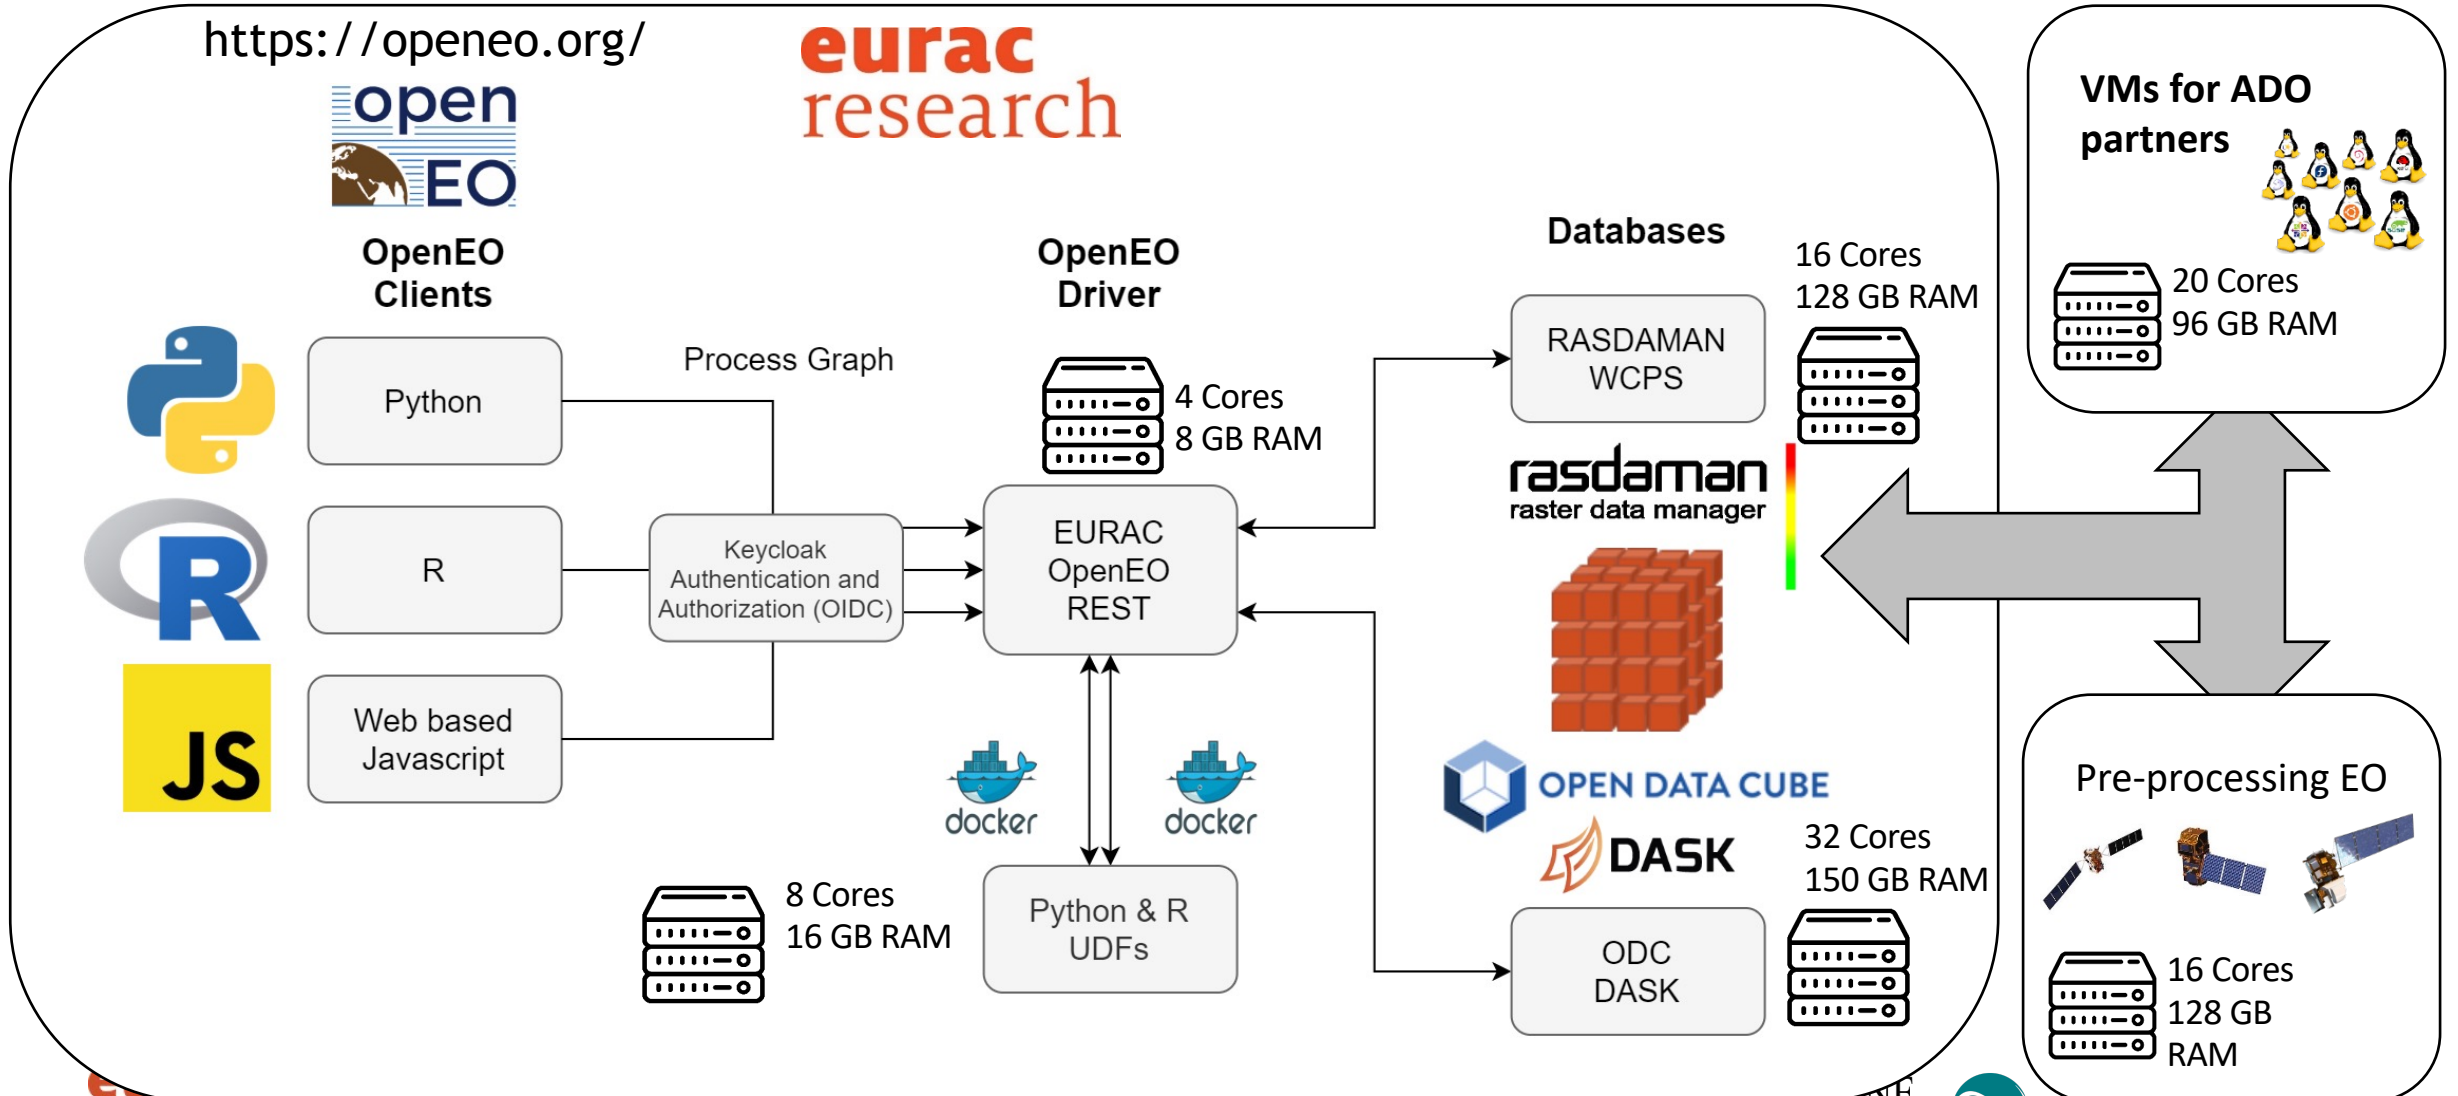 https://openeo.org/
open
EO
eurac
research
OpenEO
Clients
Python
R
R
JS
Web based
Javascript
Process Graph
Keycloak
Authentication and
Authorization (OIDC)
OpenEO
Driver
4 Cores
8 GB RAM
EURAC
OpenEO
REST
docker
docker
8 Cores
16 GB RAM
Python & R
UDFs
Databases
16 Cores
128 GB RAM
RASDAMAN
WCPS
rasdaman
raster data manager
OPEN DATA CUBE
DASK
32 Cores
150 GB RAM
ODC
DASK
VMs for ADO
partners
20 Cores
96 GB RAM
Pre-processing EO
16 Cores
128 GB
RAM